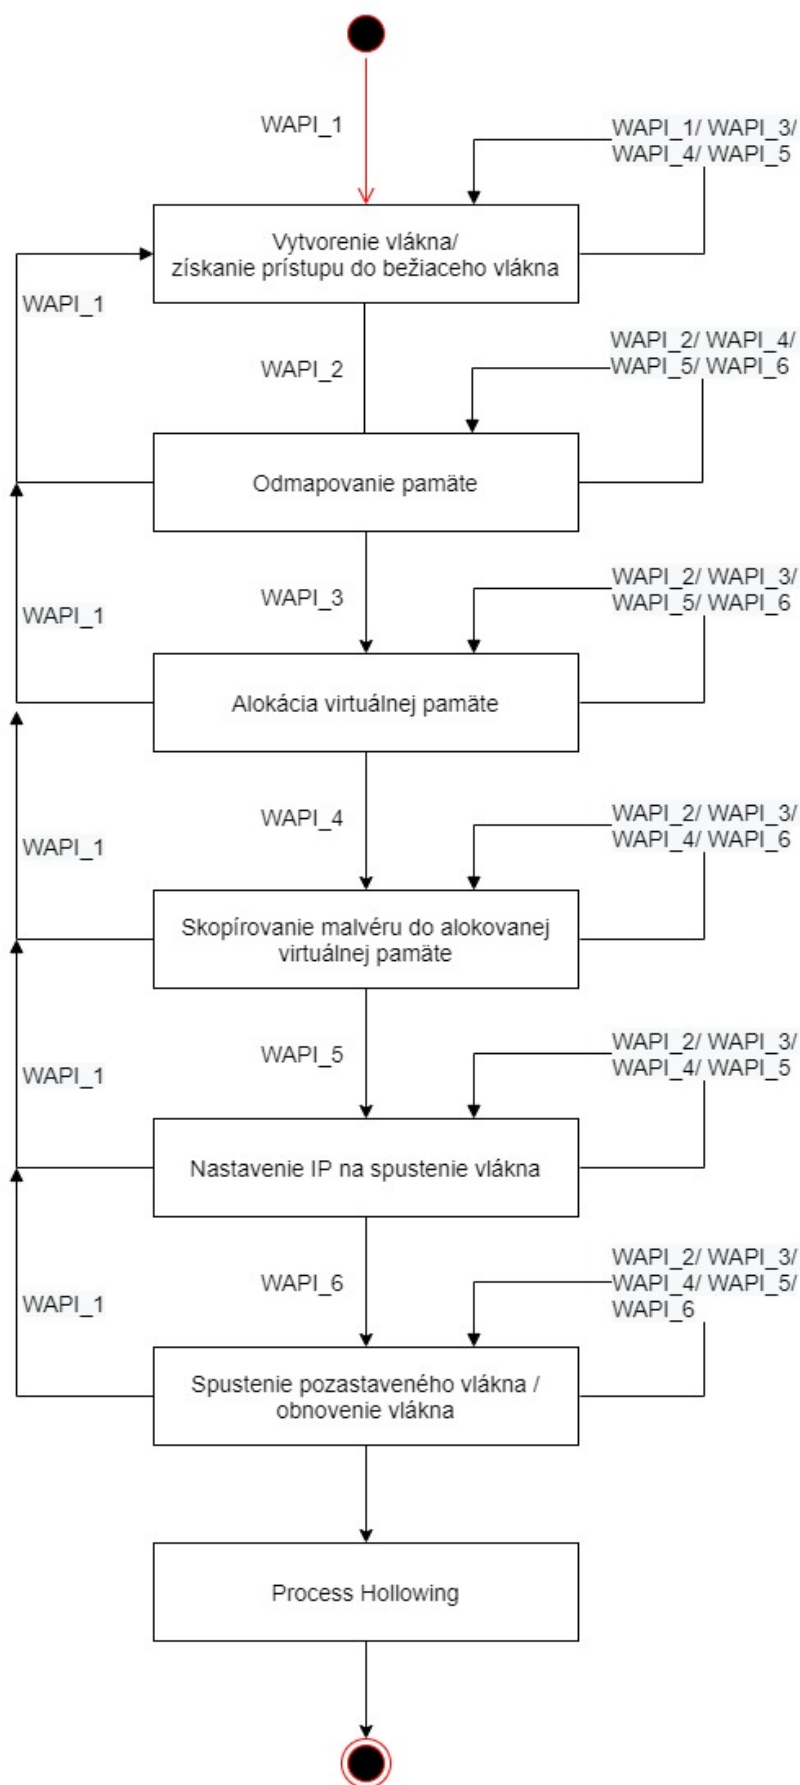 WAPI_1
WAPI_1/ WAPI_3/
WAPI_4/ WAPI_5
Vytvorenie vlákna/
získanie prístupu do bežiaceho vlákna
WAPI_1
WAPI_2
WAPI_2/ WAPI_4/
WAPI_5/ WAPI_6
Odmapovanie pamäte
WAPI_3
WAPI_2/ WAPI_3/
WAPI_5/ WAPI_6
WAPI_1
Alokácia virtuálnej pamäte
WAPI_4
WAPI_2/ WAPI_3/
WAPI_4/ WAPI_6
WAPI_1
Skopírovanie malvéru do alokovanej
virtuálnej pamäte
WAPI_5
WAPI_2/ WAPI_3/
WAPI_4/ WAPI_5
WAPI_1
Nastavenie IP na spustenie vlákna
WAPI_6
WAPI_2/ WAPI_3/
WAPI_4/ WAPI_5/
WAPI_6
WAPI_1
Spustenie pozastaveného vlákna /
obnovenie vlákna
Process Hollowing